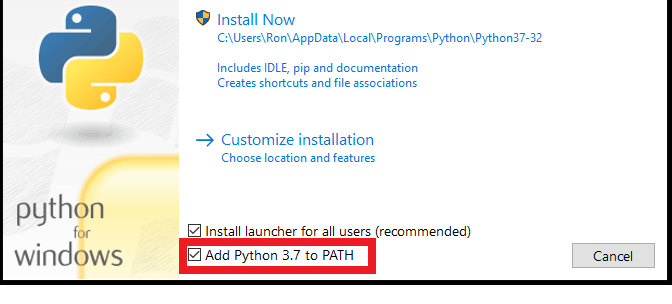 Install Now
C:\Users\Ron\AppData\Local\Programs\Python\Python37-32
Includes IDLE, pip and documentation
Creates shortcuts and file associations
Customize installation
Choose location and features
python
for
windows
Install launcher for all users (recommended)
Add Python 3.7 to PATH
Cancel